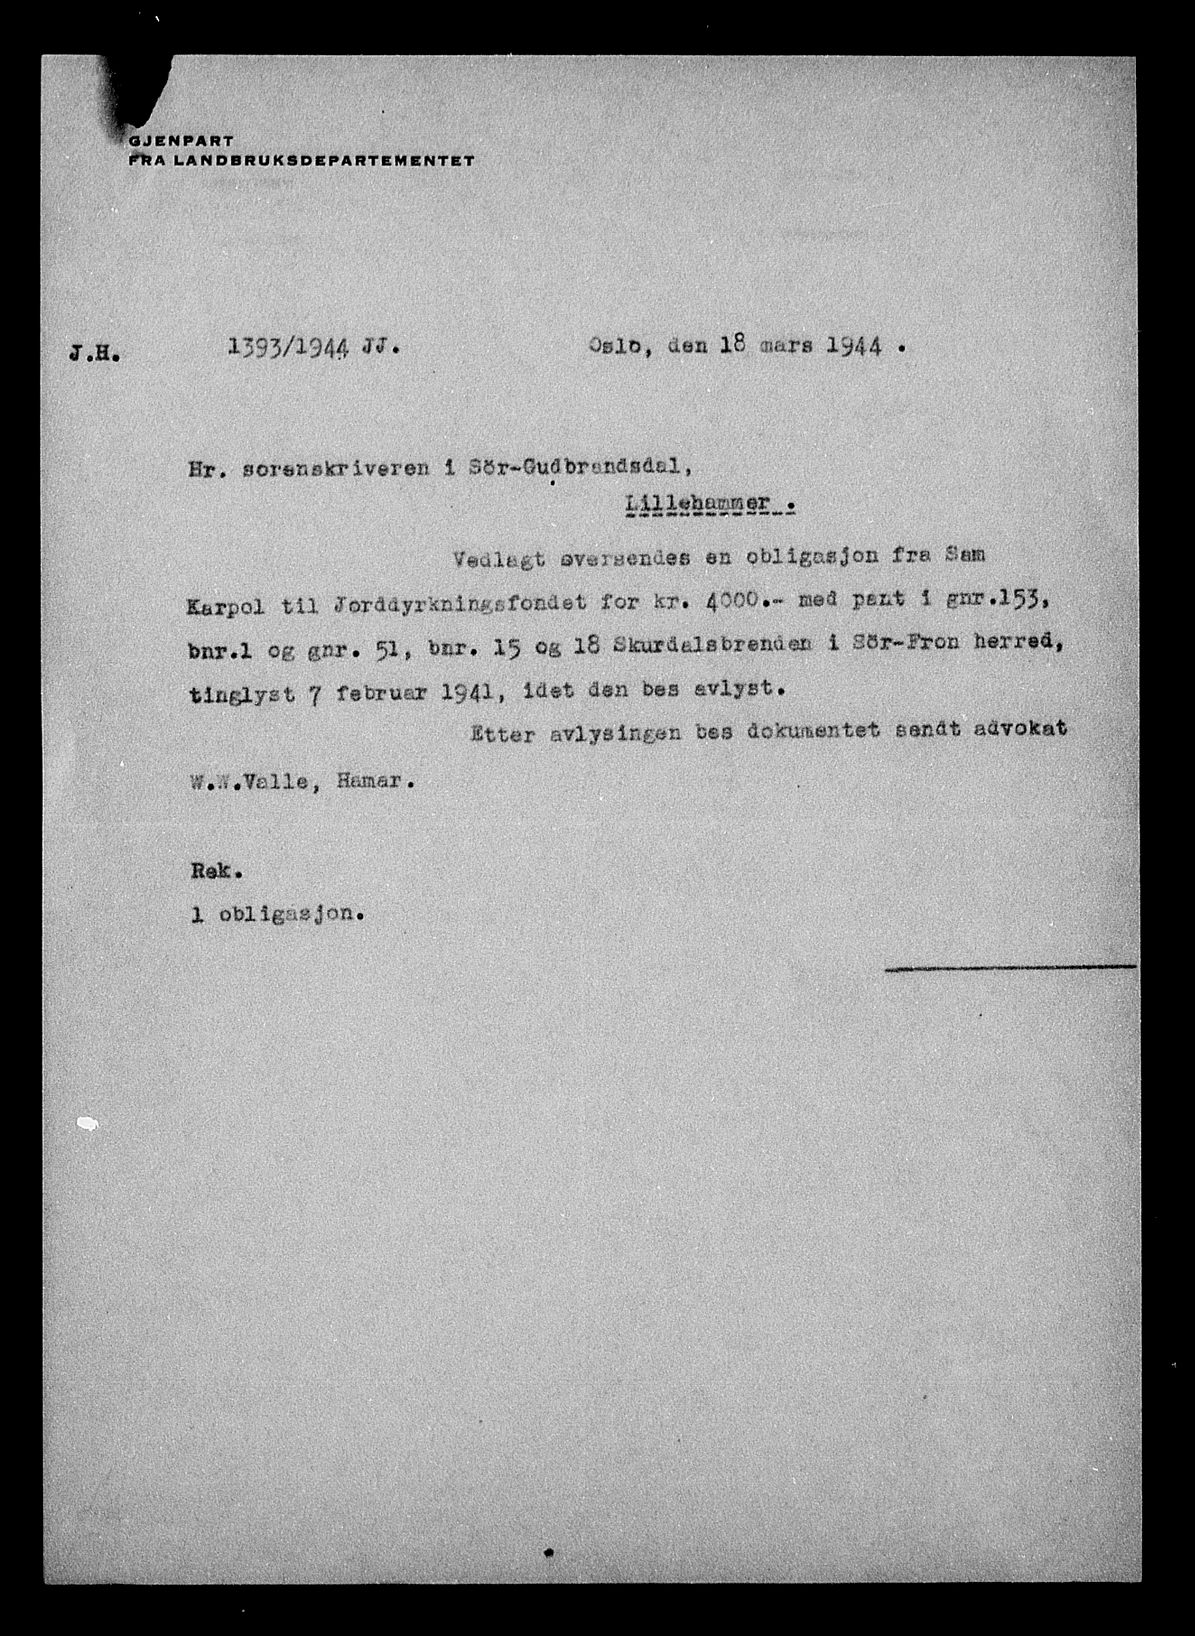 GJENPART
FRA LANDBRUKSDEPARTEMENTET
J.H. 1393/1944 JJ. Oslo, den 18 mars 1944 .
Hr. sorenskriveren i Sör-Gudbrandsdal,
Lillehammer .
Vedlagt oversendes en obligasjon fra Sam
Karpol til Jorddyrkningsfondet for kr. 4000.- med pant i gnr.153,
bnr.1 og gnr. 51, bnr. 15 og 18 Skurdalsbrenden i Sör-Fron herred,
tinglyst 7 februar 1941, idet den bes avlyst.
Etter avlysingen bes dokumentet sendt advokat
W.W.Valle, Hamar.
Rek.
1 obligasjon.